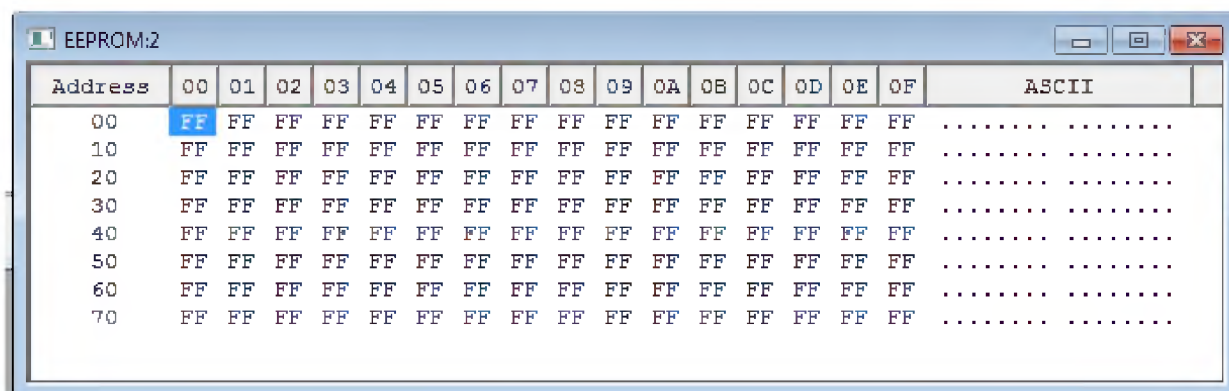 EEPROM:2
Address 00 01 02 03 04 05 06 07 08 09 0A 0B 0C 0D 0E 0F ASCII
00 FF FF FF FF FF FF FF FF FF FF FF FF FF FF FF FF ........ ........
10 FF FF FF FF FF FF FF FF FF FF FF FF FF FF FF FF ........ ........
20 FF FF FF FF FF FF FF FF FF FF FF FF FF FF FF FF ........ ........
30 FF FF FF FF FF FF FF FF FF FF FF FF FF FF FF FF ........ ........
40 FF FF FF FF FF FF FF FF FF FF FF FF FF FF FF FF ........ ........
50 FF FF FF FF FF FF FF FF FF FF FF FF FF FF FF FF ........ ........
60 FF FF FF FF FF FF FF FF FF FF FF FF FF FF FF FF ........ ........
70 FF FF FF FF FF FF FF FF FF FF FF FF FF FF FF FF ........ ........